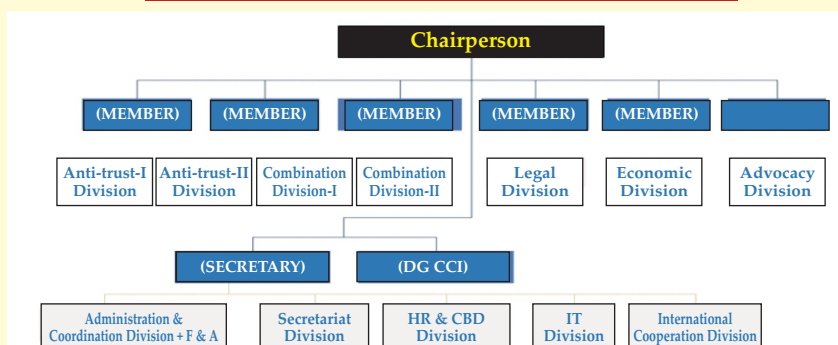 Chairperson
(MEMBER) (MEMBER) (MEMBER) (MEMBER) (MEMBER)
Anti-trust-I
Division
Anti-trust-II
Division
Combination
Division-I
Combination
Division-II
Legal
Division
Economic
Division
Advocacy
Division
(SECRETARY) (DG CCI)
Administration &
Coordination Division + F & A
Secretariat
Division
HR & CBD
Division
IT
Division
International
Cooperation Division